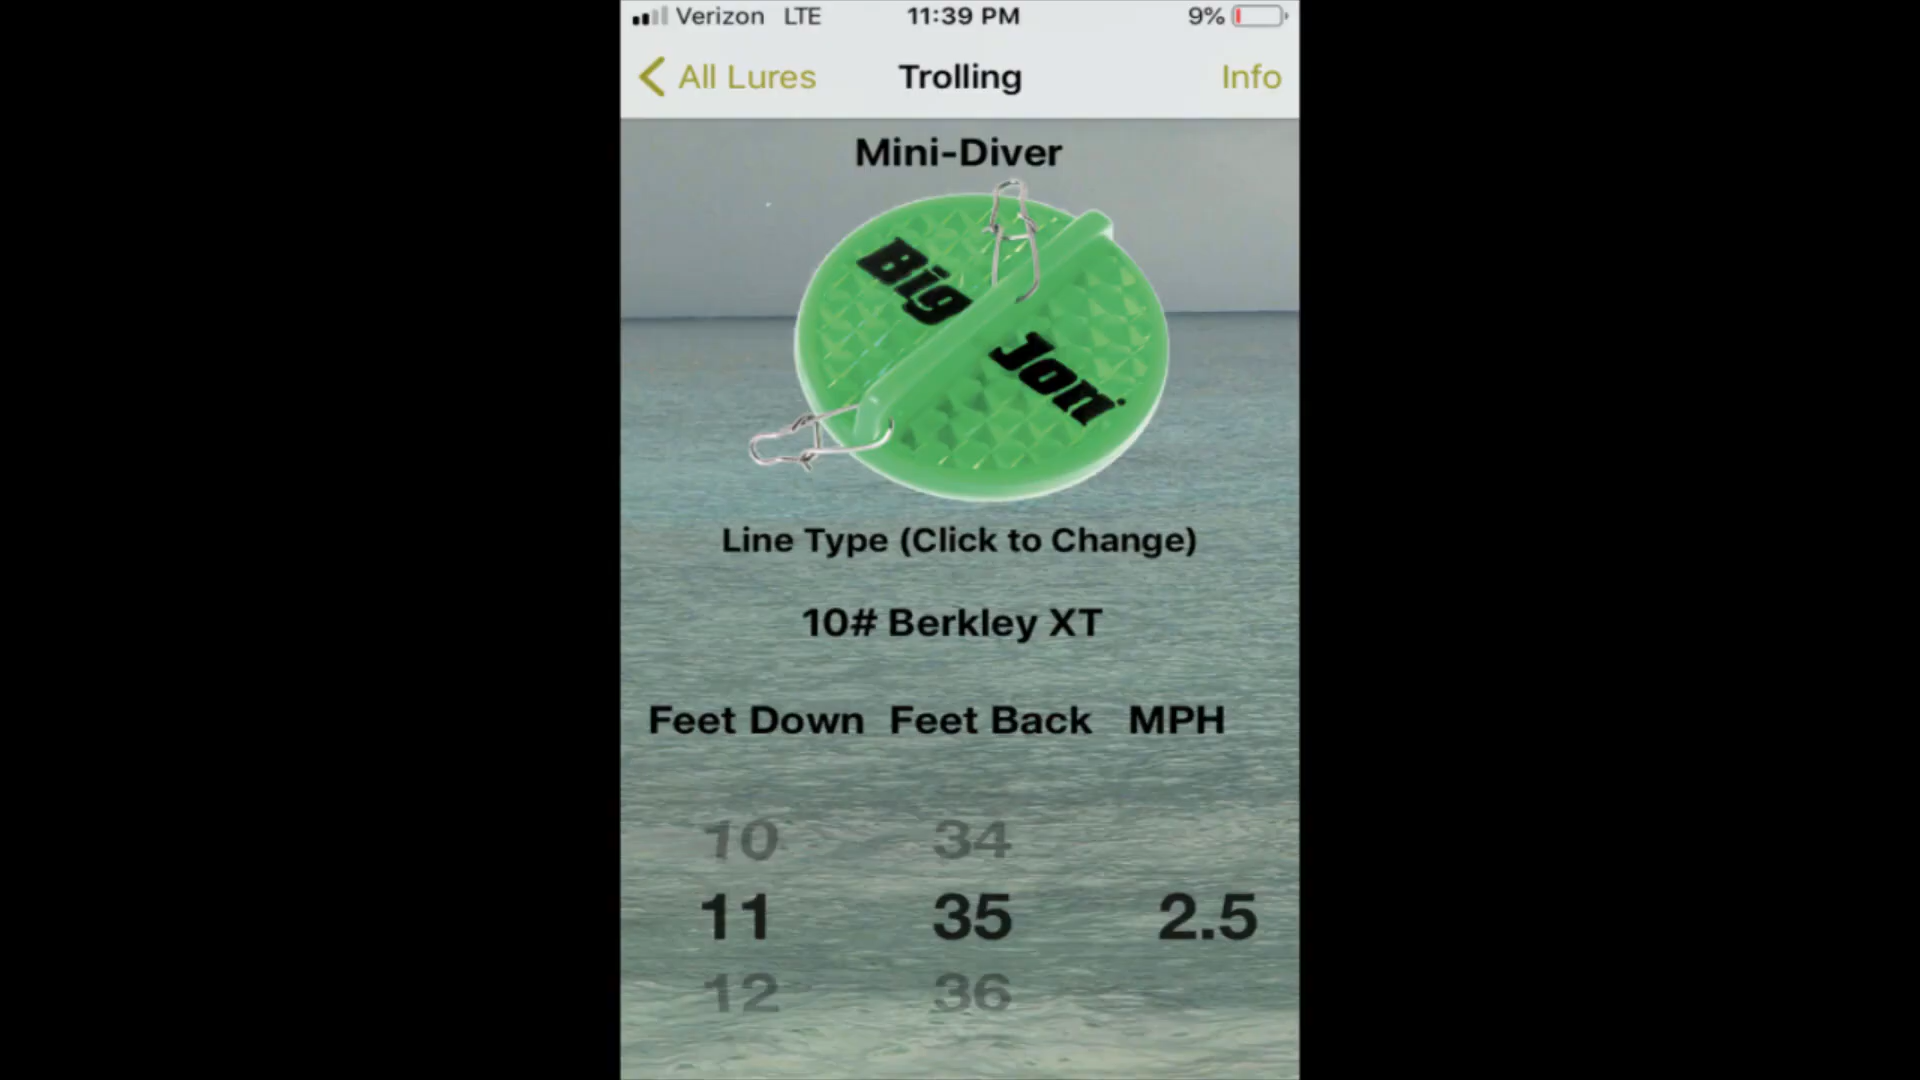 Verizon LTE 11:39 PM 9%
All Lures Trolling Info
Mini-Diver
Big
Jon
Line Type (Click to Change)
10# Berkley XT
Feet Down Feet Back MPH
10 34
11 35 2.5
12 36